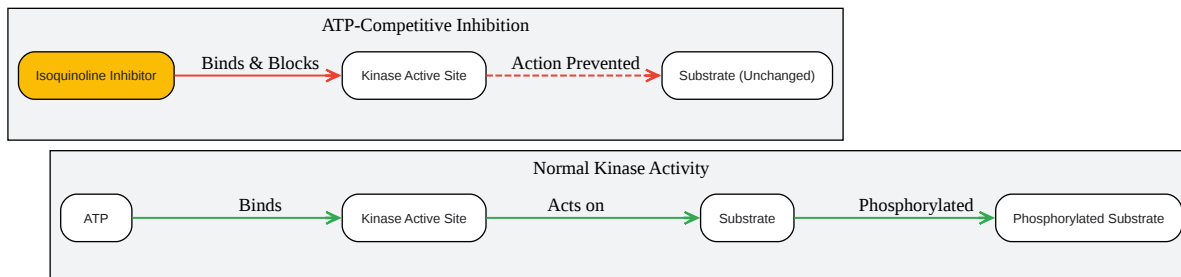 ATP-Competitive Inhibition
Isoquinoline Inhibitor
Binds & Blocks
Kinase Active Site
Action Prevented
Substrate (Unchanged)
Normal Kinase Activity
ATP
Binds
Kinase Active Site
Acts on
Substrate
Phosphorylated
Phosphorylated Substrate